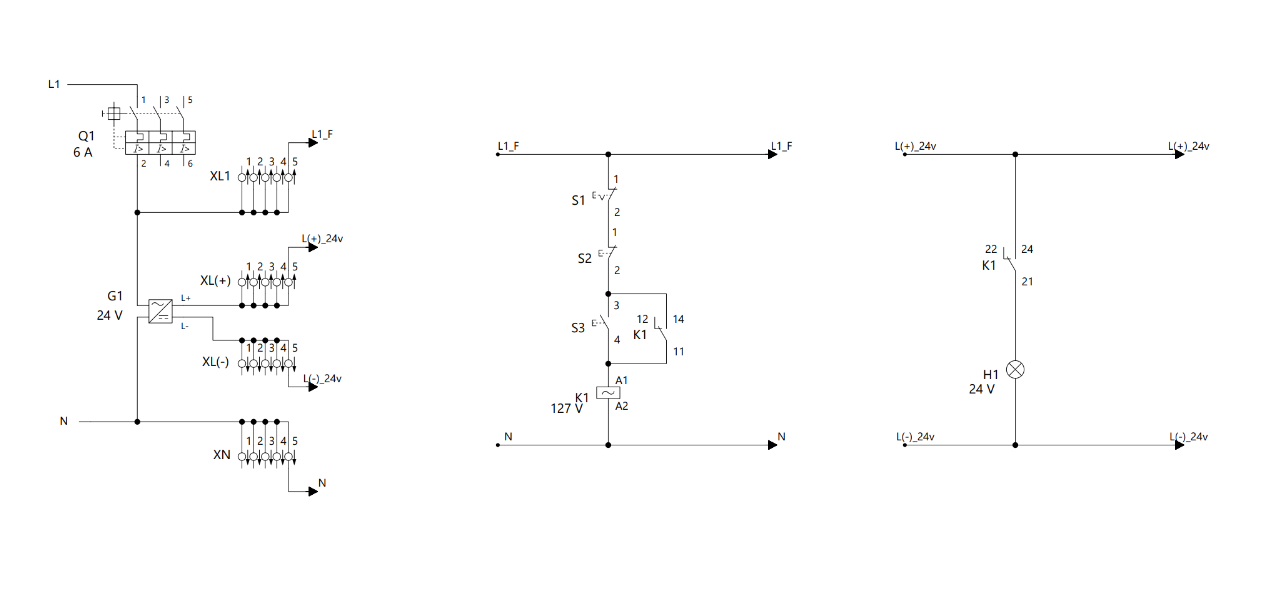 L1
1 3 5
Q1
6 A
2 4 6
L1_F
1 2 3 4 5
XL1
L(+)_24v
1 2 3 4 5
XL(+)
G1
24 V
L+
L-
1 2 3 4 5
XL(-)
L(-)_24v
N
1 2 3 4 5
XN
N
L1_F L1_F
1
S1 E
2
1
S2 E
2
3
S3 E
4
12 14
K1
11
A1
K1
127 V A2
N N
L(+)_24v L(+)_24v
22 24
K1
21
H1
24 V
L(-)_24v L(-)_24v